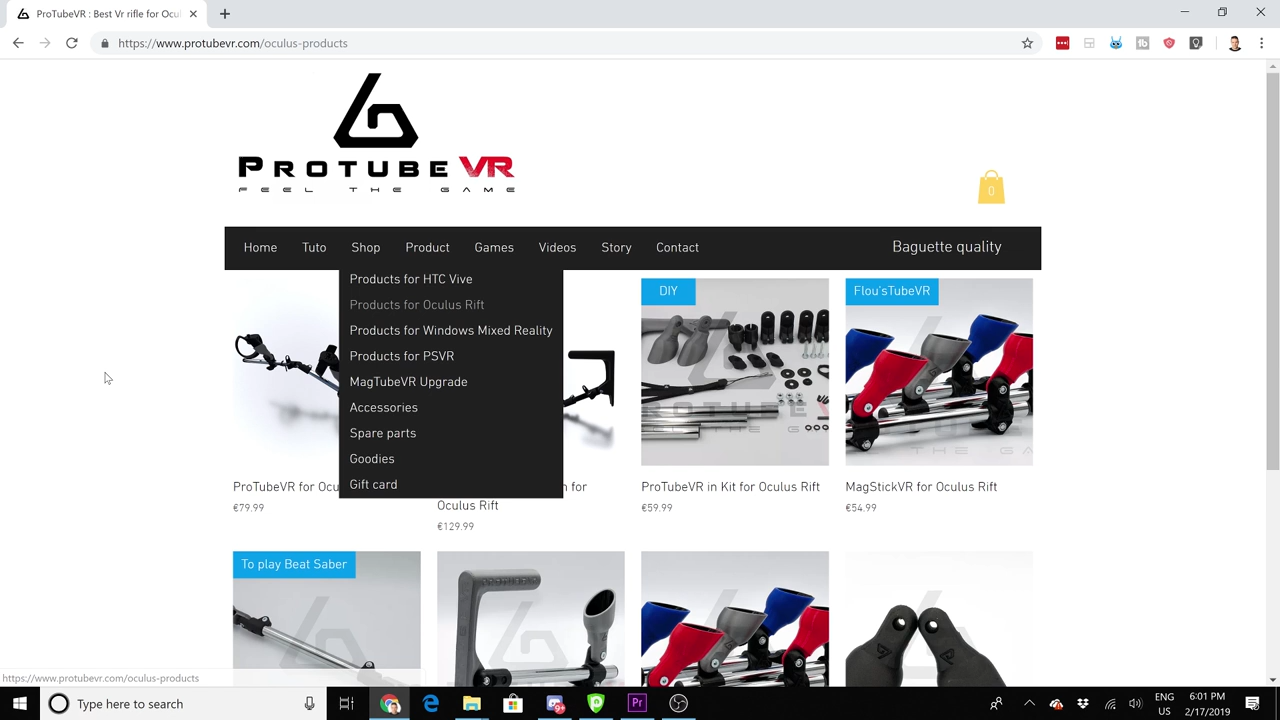 ProTubeVR : Best Vr rifle for Ocul
https://www.protubevr.com/oculus-products
PROTUBE VR
FEEL THE GAME
0
Home Tuto Shop Product Games Videos Story Contact
Baguette quality
Products for HTC Vive
Products for Oculus Rift
Products for Windows Mixed Reality
Products for PSVR
MagTubeVR Upgrade
Accessories
Spare parts
Goodies
Gift card
DIY
Flou'sTubeVR
ProTubeVR for Ocu
€79.99
for
Oculus Rift
€129.99
ProTubeVR in Kit for Oculus Rift
€59.99
MagStickVR for Oculus Rift
€54.99
To play Beat Saber
https://www.protubevr.com/oculus-products
Type here to search
ENG
US
6:01 PM
2/17/2019